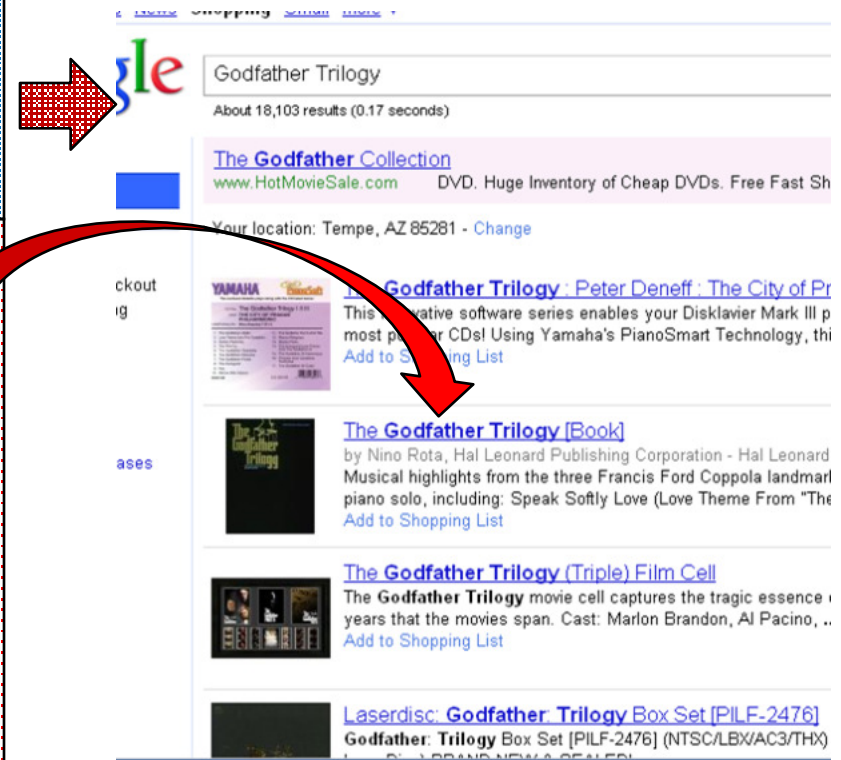 News Shopping Gmail more
gle
Godfather Trilogy
About 18,103 results (0.17 seconds)
The Godfather Collection
www.HotMovieSale.com DVD. Huge Inventory of Cheap DVDs. Free Fast Sh
Your location: Tempe, AZ 85281 - Change
ckout
g
ases
YAMAHA
The Godfather Trilogy : Peter Deneff : The City of Pr
This vative software series enables your Disklavier Mark III p
most p r CDs! Using Yamaha's PianoSmart Technology, thi
Add to Shopping List
The Godfather Trilogy
The Godfather Trilogy [Book]
by Nino Rota, Hal Leonard Publishing Corporation - Hal Leonard
Musical highlights from the three Francis Ford Coppola landmar
piano solo, including: Speak Softly Love (Love Theme From "The
Add to Shopping List
The Godfather Trilogy (Triple) Film Cell
The Godfather Trilogy movie cell captures the tragic essence
years that the movies span. Cast: Marlon Brandon, Al Pacino, ..
Add to Shopping List
Laserdisc: Godfather: Trilogy Box Set [PILF-2476]
Godfather: Trilogy Box Set [PILF-2476] (NTSC/LBX/AC3/THX)